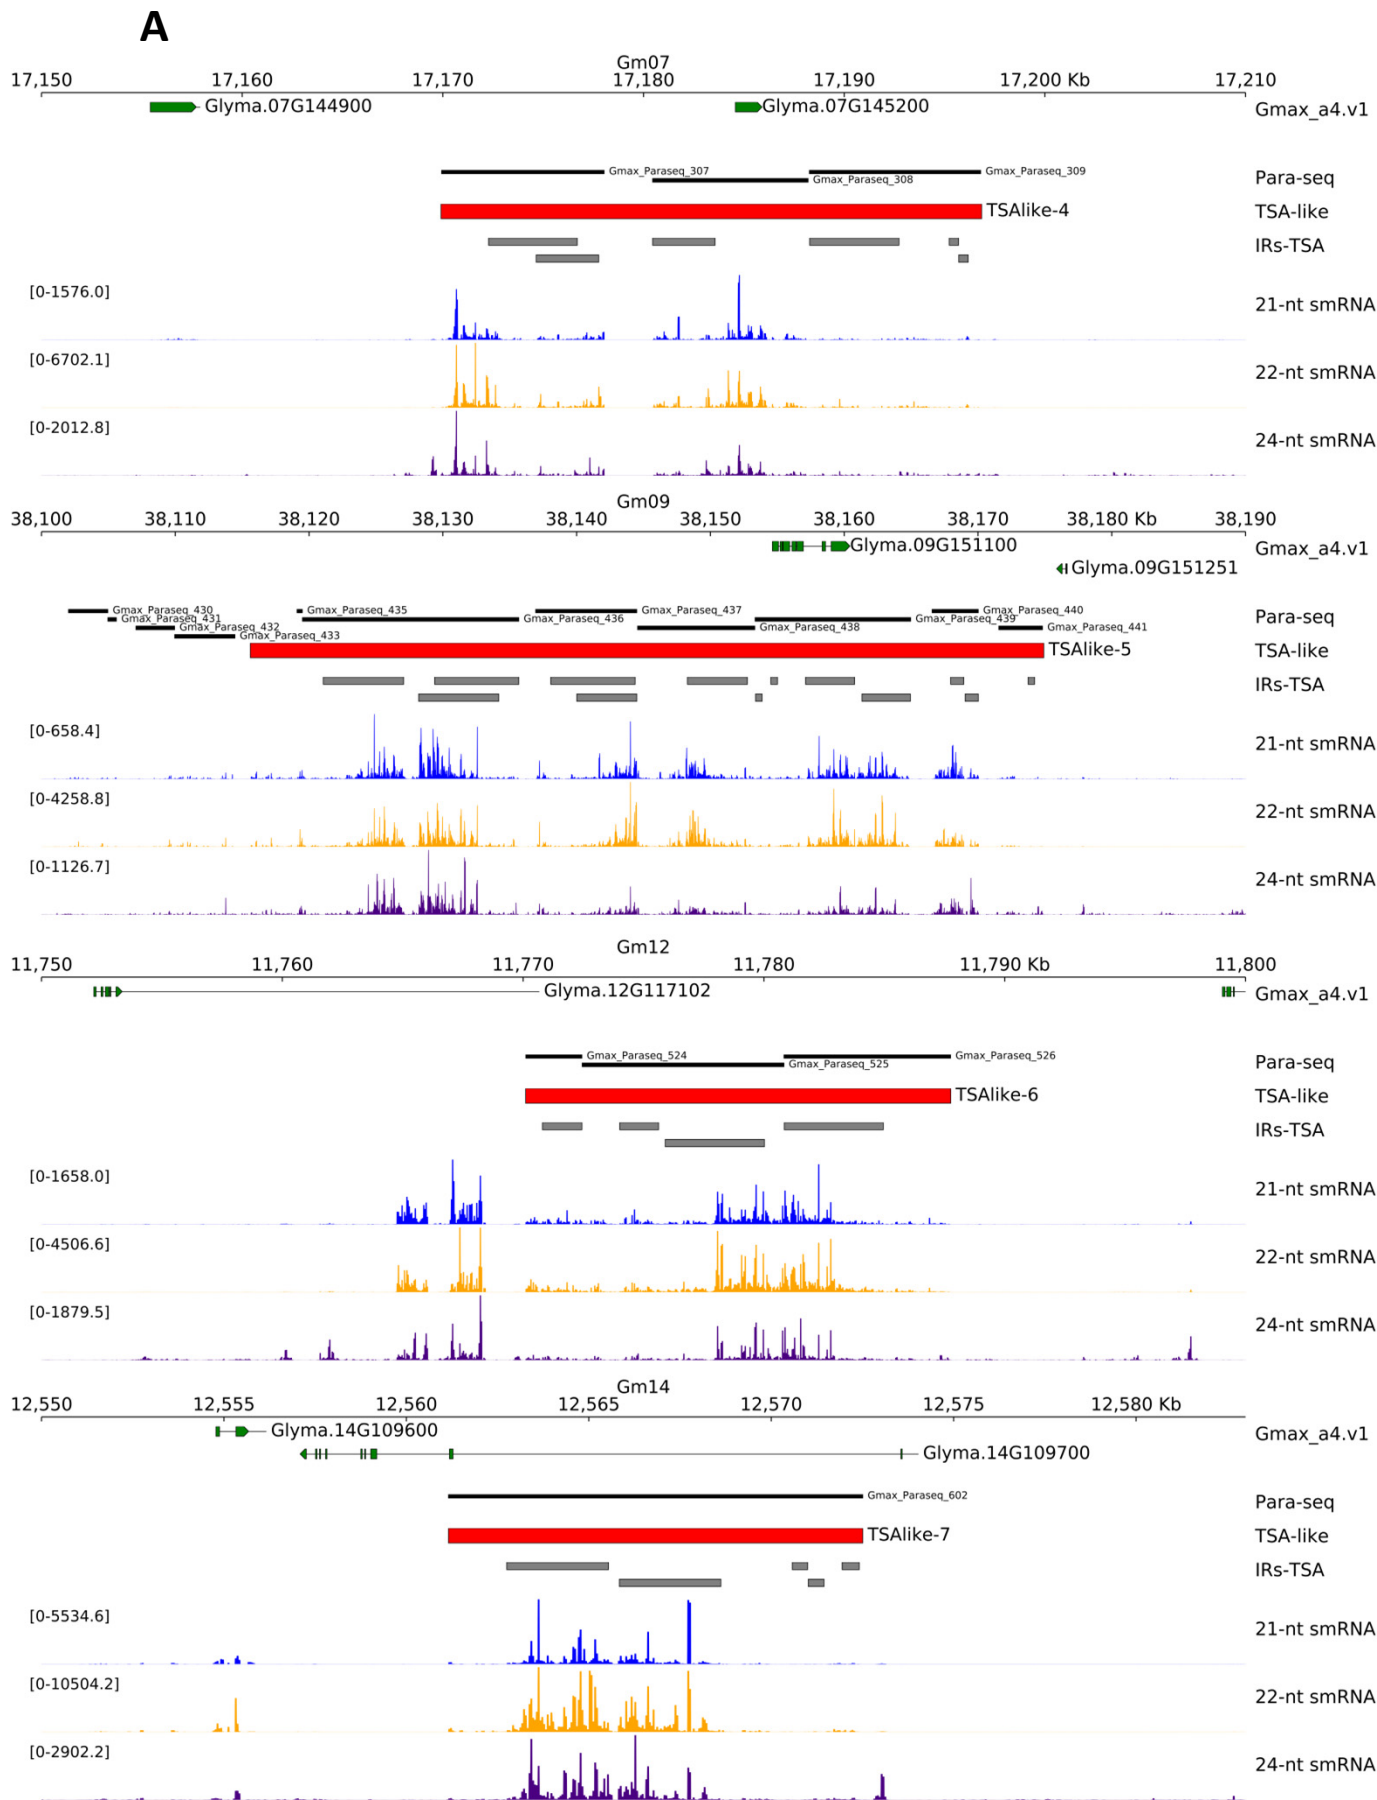 A
Gm07
17,150 17,160 17,170 17,180 17,190 17,200 Kb 17,210
Glyma.07G144900 Glyma.07G145200 Gmax_a4.v1
Gmax_Paraseq_307 Gmax_Paraseq_309
Gmax_Paraseq_308 Para-seq
TSAlike-4 TSA-like
IRs-TSA
[0-1576.0] 21-nt smRNA
[0-6702.1] 22-nt smRNA
[0-2012.8] 24-nt smRNA
Gm09
38,100 38,110 38,120 38,130 38,140 38,150 38,160 38,170 38,180 Kb 38,190
Glyma.09G151100 Gmax_a4.v1
Glyma.09G151251
Gmax_Paraseq_430 Gmax_Paraseq_435 Gmax_Paraseq_437 Gmax_Paraseq_440
Gmax_Paraseq_431 Gmax_Paraseq_436 Gmax_Paraseq_439 Para-seq
Gmax_Paraseq_432 Gmax_Paraseq_438 Gmax_Paraseq_441
Gmax_Paraseq_433
TSAlike-5 TSA-like
IRs-TSA
[0-658.4] 21-nt smRNA
[0-4258.8] 22-nt smRNA
[0-1126.7] 24-nt smRNA
Gm12
11,750 11,760 11,770 11,780 11,790 Kb 11,800
Glyma.12G117102 Gmax_a4.v1
Gmax_Paraseq_524 Gmax_Paraseq_526
Gmax_Paraseq_525 Para-seq
TSAlike-6 TSA-like
IRs-TSA
[0-1658.0] 21-nt smRNA
[0-4506.6] 22-nt smRNA
[0-1879.5] 24-nt smRNA
Gm14
12,550 12,555 12,560 12,565 12,570 12,575 12,580 Kb
Glyma.14G109600 Gmax_a4.v1
Glyma.14G109700
Gmax_Paraseq_602 Para-seq
TSAlike-7 TSA-like
IRs-TSA
[0-5534.6] 21-nt smRNA
[0-10504.2] 22-nt smRNA
[0-2902.2] 24-nt smRNA